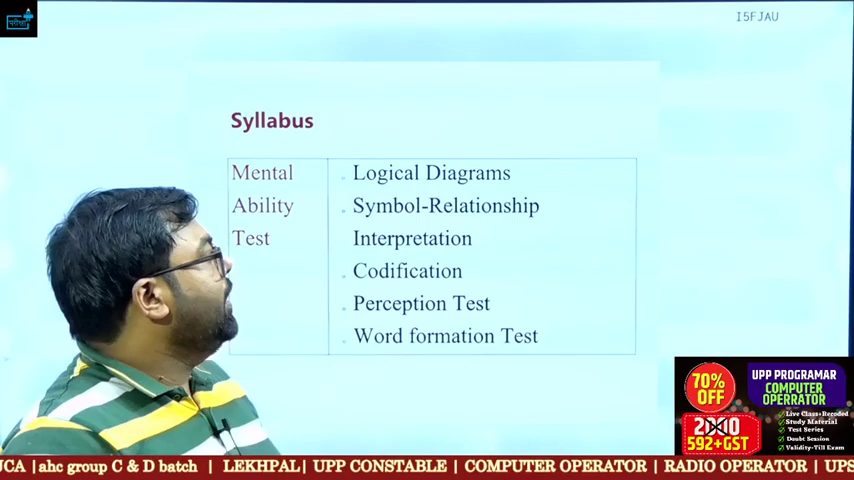 परीक्षा
I5FJAU
Syllabus
Mental
Ability
Test
Logical Diagrams
Symbol-Relationship
Interpretation
Codification
Perception Test
Word formation Test
70%
OFF
UPP PROGRAMAR
COMPUTER
OPERRATOR
592+GST
Live Class+Recoded
Study Material
Test Series
Doubt Session
Validity-Till Exam
JCA | ahc group C & D batch | LEKHPAL | UPP CONSTABLE | COMPUTER OPERATOR | RADIO OPERATOR | UPS